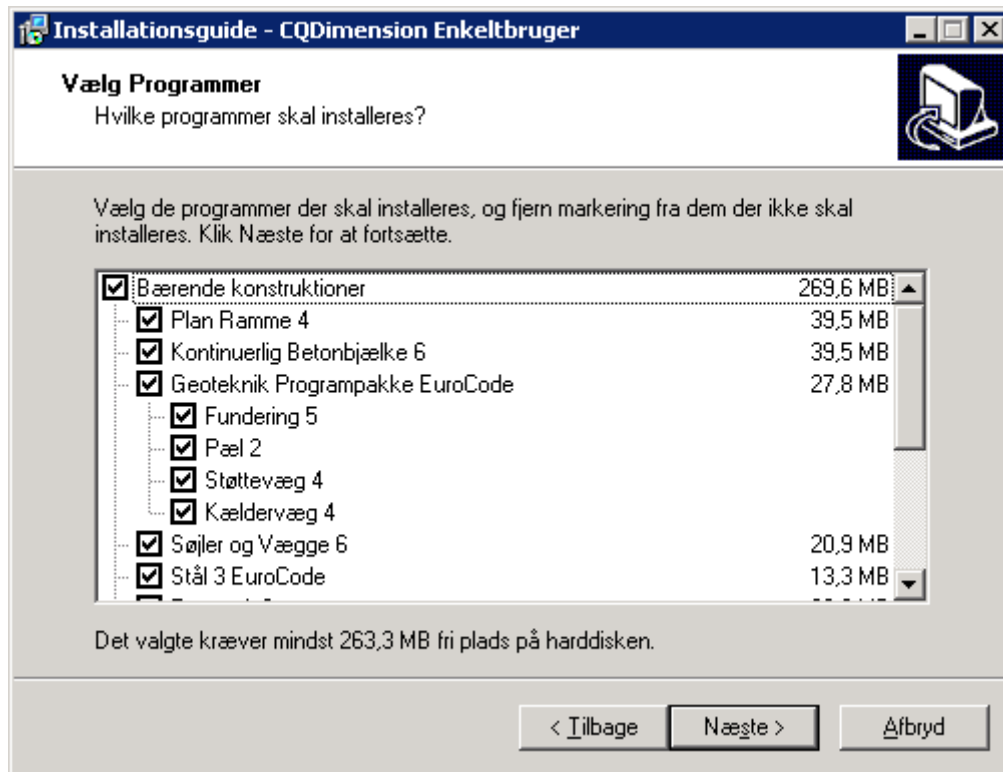 Installationsguide - CQDimension Enkeltbruger
Vælg Programmer
Hvilke programmer skal installeres?
Vælg de programmer der skal installeres, og fjern markering fra dem der ikke skal
installeres. Klik Næste for at fortsætte.
Bærende konstruktioner 269,6 MB
Plan Ramme 4 39,5 MB
Kontinuerlig Betonbjælke 6 39,5 MB
Geoteknik Programpakke EuroCode 27,8 MB
Fundering 5
Pæl 2
Støttevæg 4
Kældervæg 4
Søjler og Vægge 6 20,9 MB
Stål 3 EuroCode 13,3 MB
Det valgte kræver mindst 263,3 MB fri plads på harddisken.
< Tilbage Næste > Afbryd